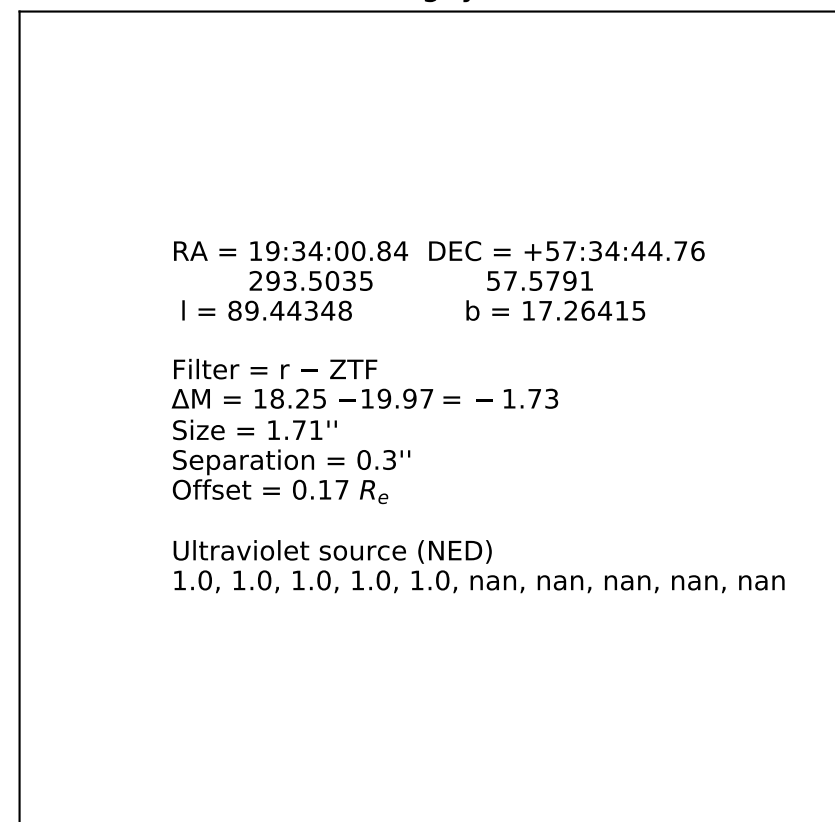 RA = 19:34:00.84 DEC = +57:34:44.76
293.5035 57.5791
l = 89.44348 b = 17.26415
Filter = r − ZTF
ΔM = 18.25 −19.97 = − 1.73
Size = 1.71''
Separation = 0.3''
Offset = 0.17 Rₑ
Ultraviolet source (NED)
1.0, 1.0, 1.0, 1.0, 1.0, nan, nan, nan, nan, nan